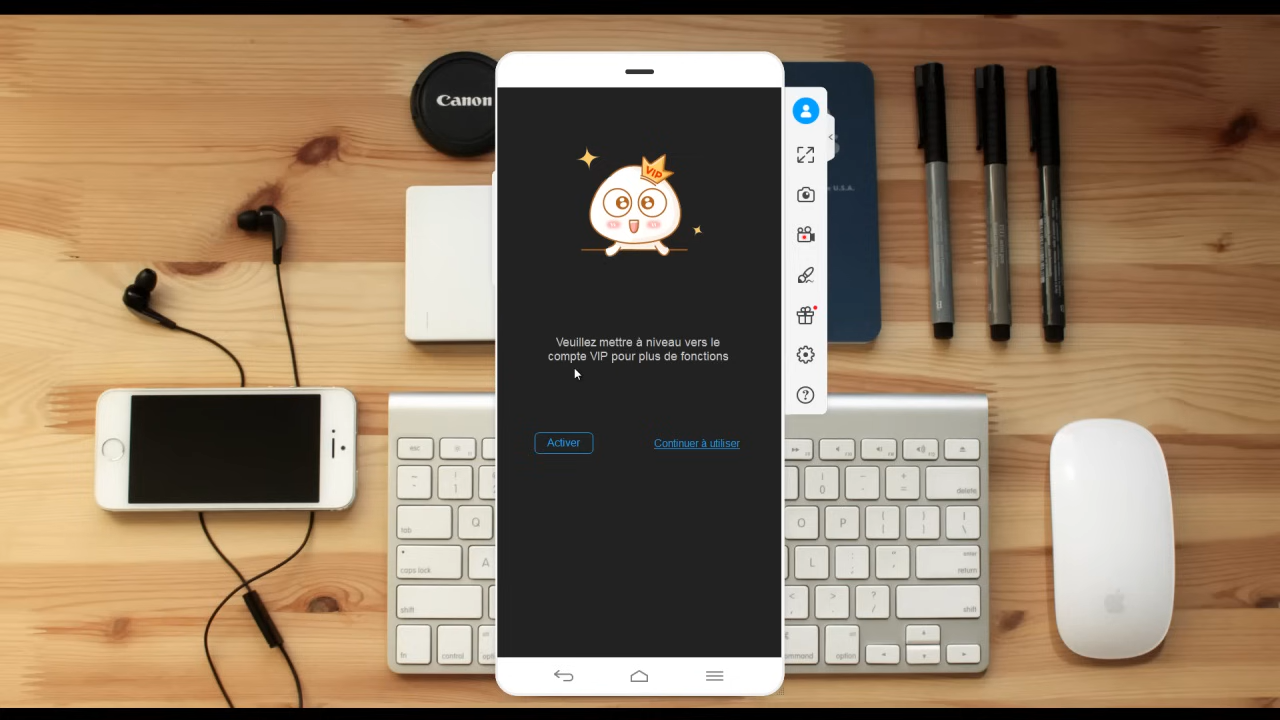 Canon
VIP
U.S.A.
Veuillez mettre à niveau vers le
compte VIP pour plus de fonctions
Activer
Continuer à utiliser
esc
delete
tab
Q
O
P
caps lock
A
L
enter
return
shift
shift
fn
control
option